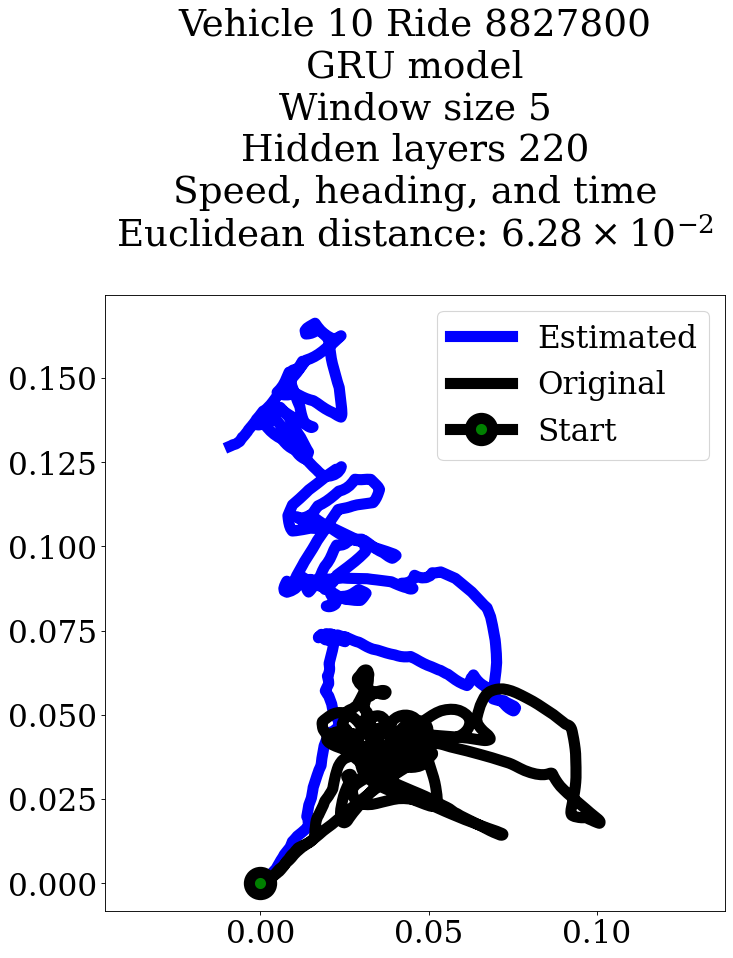 Vehicle 10 Ride 8827800
GRU model
Window size 5
Hidden layers 220
Speed, heading, and time
Euclidean distance: 6.28 × 10⁻²
Estimated
Original
Start
0.150
0.125
0.100
0.075
0.050
0.025
0.000
0.00 0.05 0.10